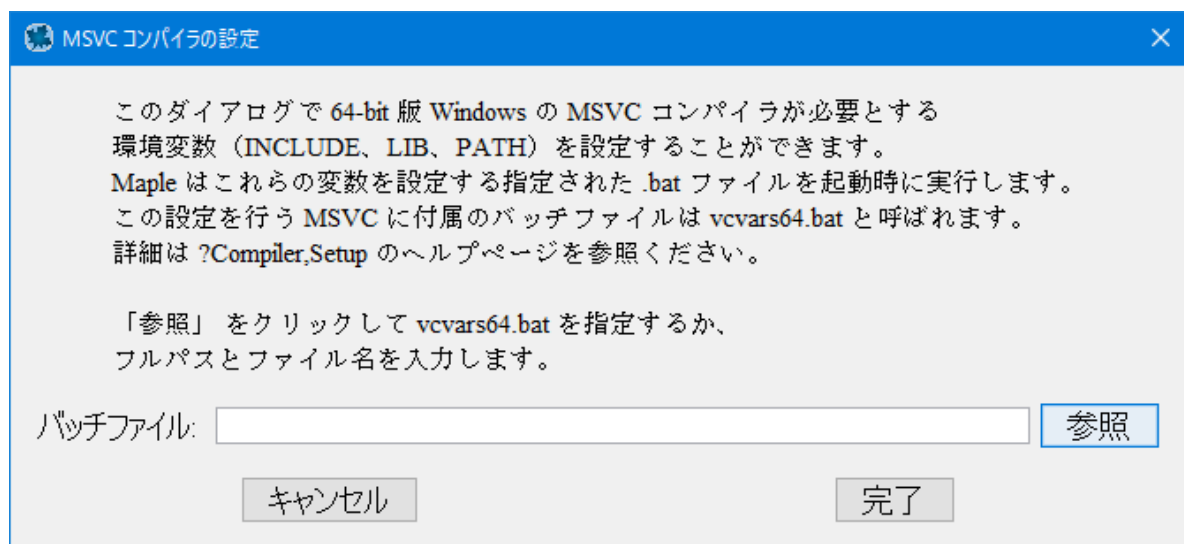 MSVC コンパイラの設定
このダイアログで 64-bit 版 Windows の MSVC コンパイラが必要とする
環境変数（INCLUDE、LIB、PATH）を設定することができます。
Maple はこれらの変数を設定する指定された .bat ファイルを起動時に実行します。
この設定を行う MSVC に付属のバッチファイルは vcvars64.bat と呼ばれます。
詳細は ?Compiler,Setup のヘルプページを参照ください。
「参照」 をクリックして vcvars64.bat を指定するか、
フルパスとファイル名を入力します。
バッチファイル: 参照
キャンセル 完了